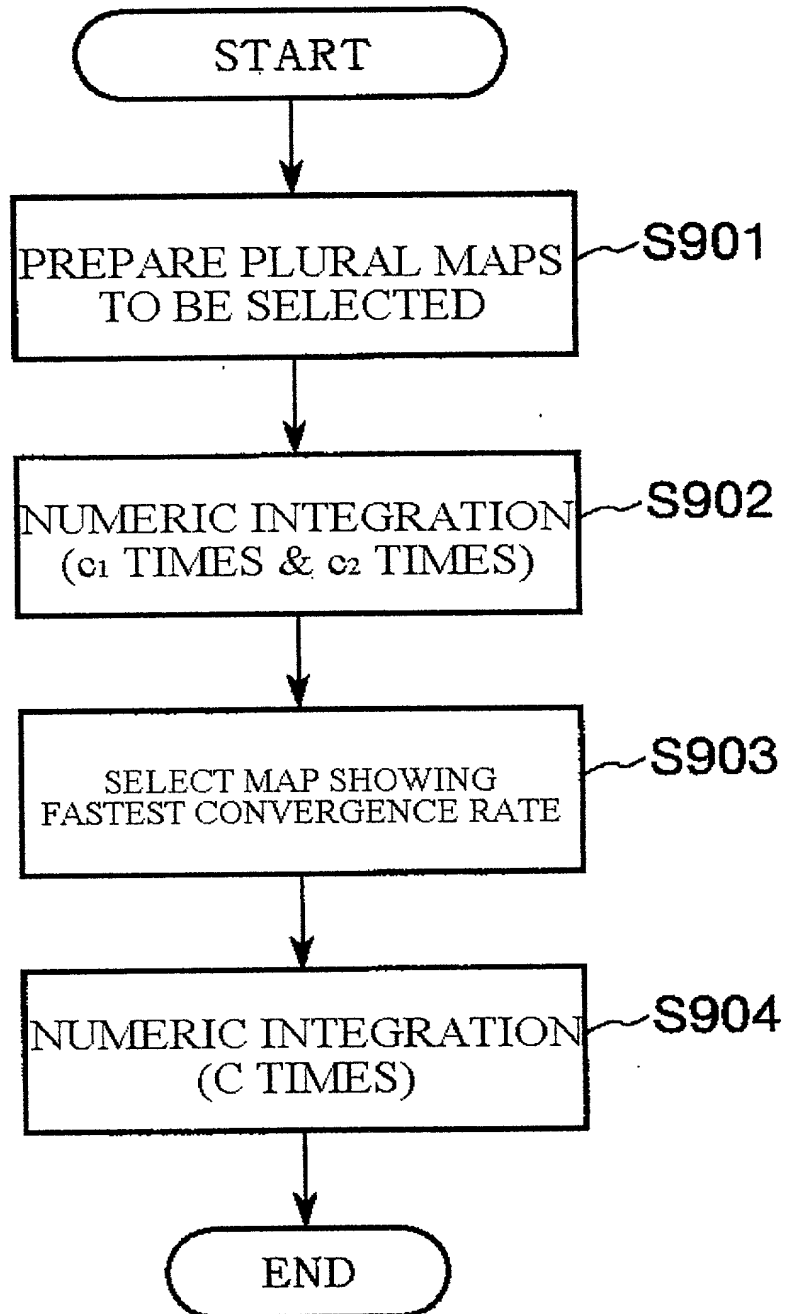 START
PREPARE PLURAL MAPS
TO BE SELECTED
S901
NUMERIC INTEGRATION
(c₁ TIMES & c₂ TIMES)
S902
SELECT MAP SHOWING
FASTEST CONVERGENCE RATE
S903
NUMERIC INTEGRATION
(C TIMES)
S904
END